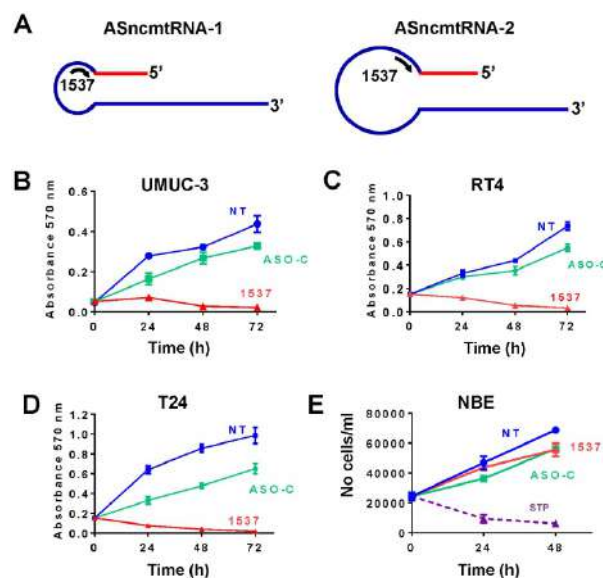 A
ASncmtRNA-1
ASncmtRNA-2
1537
5’
3’
1537
5’
3’
B
UMUC-3
Absorbance 570 nm
0.6
0.4
0.2
0.0
NT
ASO-C
1537
0 24 48 72
Time (h)
C
RT4
Absorbance 570 nm
1.0
0.8
0.6
0.4
0.2
0.0
NT
ASO-C
1537
0 24 48 72
Time (h)
D
T24
Absorbance 570 nm
1.2
1.0
0.8
0.6
0.4
0.2
0.0
NT
ASO-C
1537
0 24 48 72
Time (h)
E
NBE
No cells/ml
80000
60000
40000
20000
0
NT
1537
ASO-C
STP
0 24 48
Time (h)